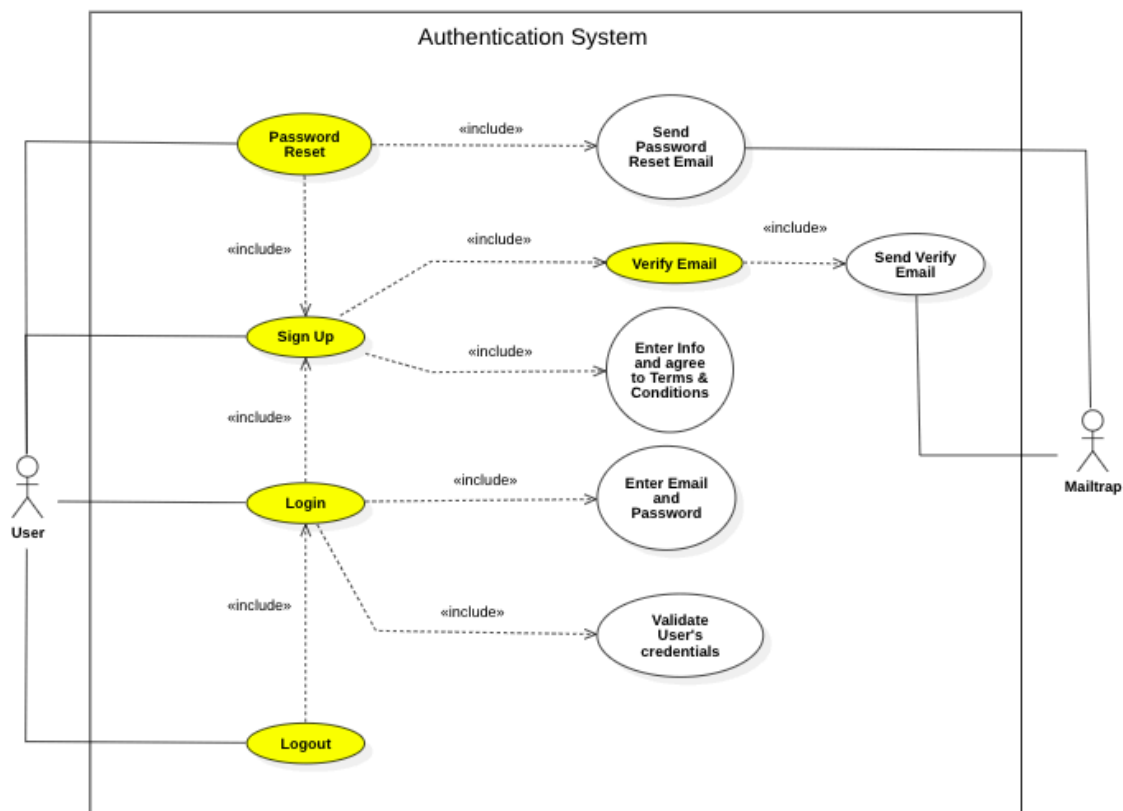 Authentication System
Password
Reset
«include»
Send
Password
Reset Email
«include»
«include»
Verify Email
«include»
Send Verify
Email
Sign Up
«include»
Enter Info
and agree
to Terms &
Conditions
«include»
Login
«include»
Enter Email
and
Password
User
Mailtrap
«include»
«include»
Validate
User's
credentials
Logout